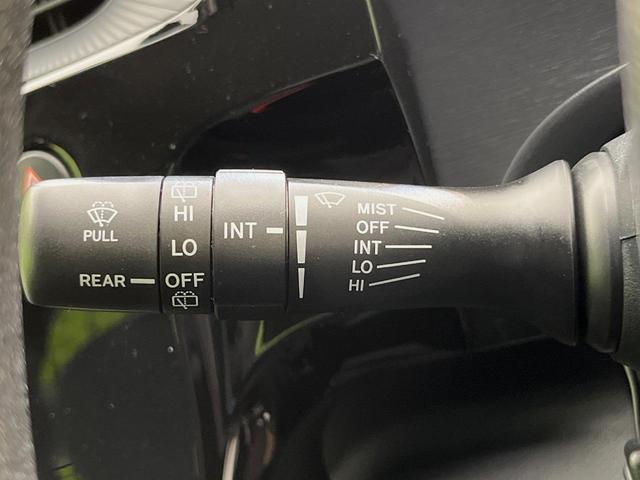 PULL
REAR
HI
LO
OFF
INT
MIST
OFF
INT
LO
HI